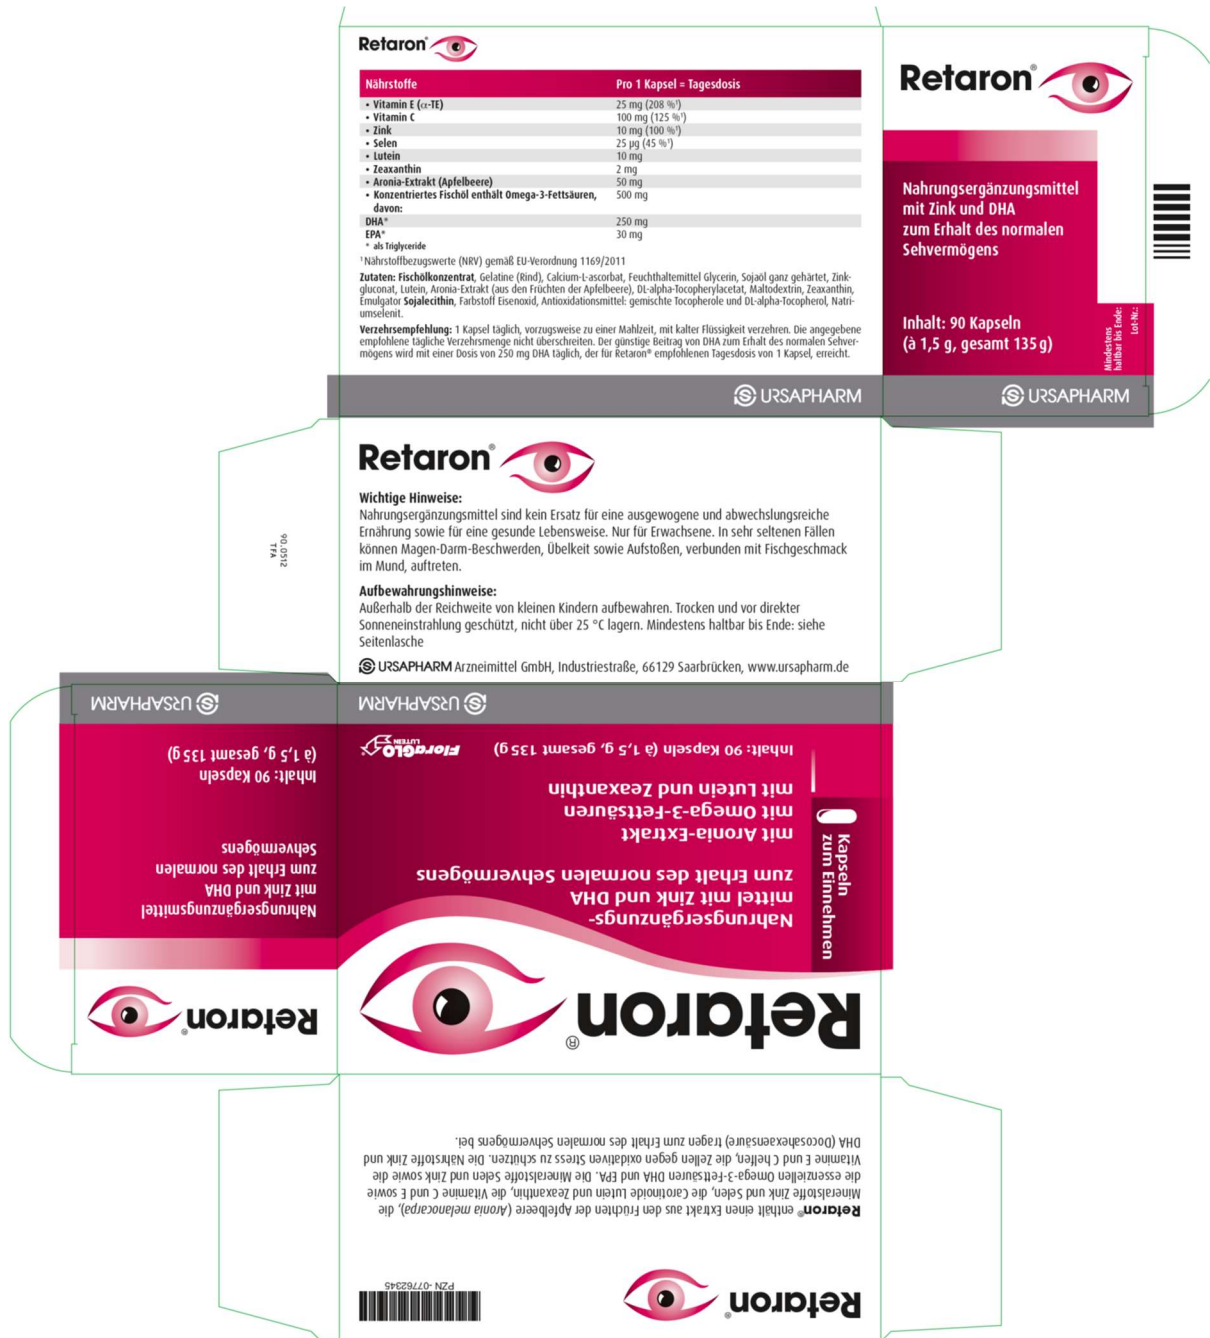 Retaron®
Nährstoffe Pro 1 Kapsel = Tagesdosis
• Vitamin E (α-TE) 25 mg (208 %¹)
• Vitamin C 100 mg (125 %¹)
• Zink 10 mg (100 %¹)
• Selen 25 µg (45 %¹)
• Lutein 10 mg
• Zeaxanthin 2 mg
• Aronia-Extrakt (Apfelbeere) 50 mg
• Konzentriertes Fischöl enthält Omega-3-Fettsäuren, 500 mg
davon:
DHA* 250 mg
EPA* 30 mg
* als Triglyceride
¹ Nährstoffbezugswerte (NRV) gemäß EU-Verordnung 1169/2011
Zutaten: Fischölkonzentrat, Gelatine (Rind), Calcium-L-ascorbat, Feuchthaltemittel Glycerin, Sojaöl ganz gehärtet, Zink-
gluconat, Lutein, Aronia-Extrakt (aus den Früchten der Apfelbeere), DL-alpha-Tocopherylacetat, Maltodextrin, Zeaxanthin,
Emulgator Sojalecithin, Farbstoff Eisenoxid, Antioxidationsmittel: gemischte Tocopherole und DL-alpha-Tocopherol, Natri-
umselenit.
Verzehrsempfehlung: 1 Kapsel täglich, vorzugsweise zu einer Mahlzeit, mit kalter Flüssigkeit verzehren. Die angegebene
empfohlene tägliche Verzehrsmenge nicht überschreiten. Der günstige Beitrag von DHA zum Erhalt des normalen Sehver-
mögens wird mit einer Dosis von 250 mg DHA täglich, der für Retaron® empfohlenen Tagesdosis von 1 Kapsel, erreicht.
URSAPHARM
Retaron®
Nahrungsergänzungsmittel
mit Zink und DHA
zum Erhalt des normalen
Sehvermögens
Inhalt: 90 Kapseln
(à 1,5 g, gesamt 135 g)
Mindestens
haltbar bis Ende:
Lot-Nr.:
URSAPHARM
Retaron®
Wichtige Hinweise:
Nahrungsergänzungsmittel sind kein Ersatz für eine ausgewogene und abwechslungsreiche
Ernährung sowie für eine gesunde Lebensweise. Nur für Erwachsene. In sehr seltenen Fällen
können Magen-Darm-Beschwerden, Übelkeit sowie Aufstoßen, verbunden mit Fischgeschmack
im Mund, auftreten.
Aufbewahrungshinweise:
Außerhalb der Reichweite von kleinen Kindern aufbewahren. Trocken und vor direkter
Sonneneinstrahlung geschützt, nicht über 25 °C lagern. Mindestens haltbar bis Ende: siehe
Seitenlasche
URSAPHARM Arzneimittel GmbH, Industriestraße, 66129 Saarbrücken, www.ursapharm.de
90.0512
TFA
Retaron®
Nahrungsergänzungs-
mittel mit Zink und DHA
zum Erhalt des normalen Sehvermögens
mit Aronia-Extrakt
mit Omega-3-Fettsäuren
mit Lutein und Zeaxanthin
Inhalt: 90 Kapseln (à 1,5 g, gesamt 135 g)
FloraGLO
LUTEIN
Kapseln
zum Einnehmen
URSAPHARM
Retaron®
Nahrungsergänzungsmittel
mit Zink und DHA
zum Erhalt des normalen
Sehvermögens
Inhalt: 90 Kapseln
(à 1,5 g, gesamt 135 g)
URSAPHARM
Retaron®
PZN -07762345
Retaron® enthält einen Extrakt aus den Früchten der Apfelbeere (Aronia melanocarpa), die
Mineralstoffe Zink und Selen, die Carotinoide Lutein und Zeaxanthin, die Vitamine C und E sowie
die essenziellen Omega-3-Fettsäuren DHA und EPA. Die Mineralstoffe Selen und Zink sowie die
Vitamine E und C helfen, die Zellen gegen oxidativen Stress zu schützen. Die Nährstoffe Zink und
DHA (Docosahexaensäure) tragen zum Erhalt des normalen Sehvermögens bei.